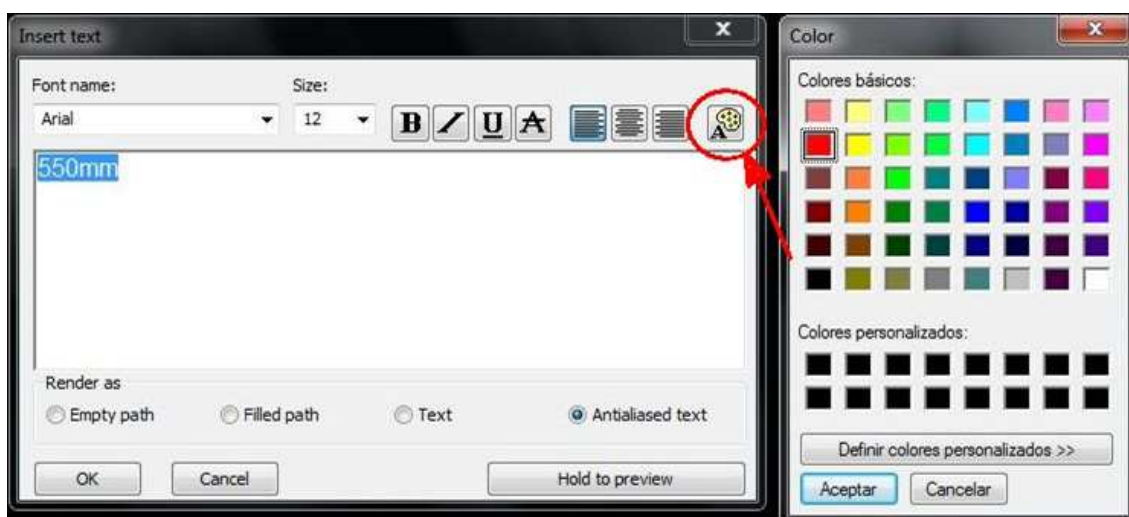 Insert text
x
Font name:
Size:
Arial
12
B I U A
A
550mm
Render as
Empty path
Filled path
Text
Antialiased text
OK
Cancel
Hold to preview
Color
x
Colores básicos:
Colores personalizados:
Definir colores personalizados >>
Aceptar
Cancelar